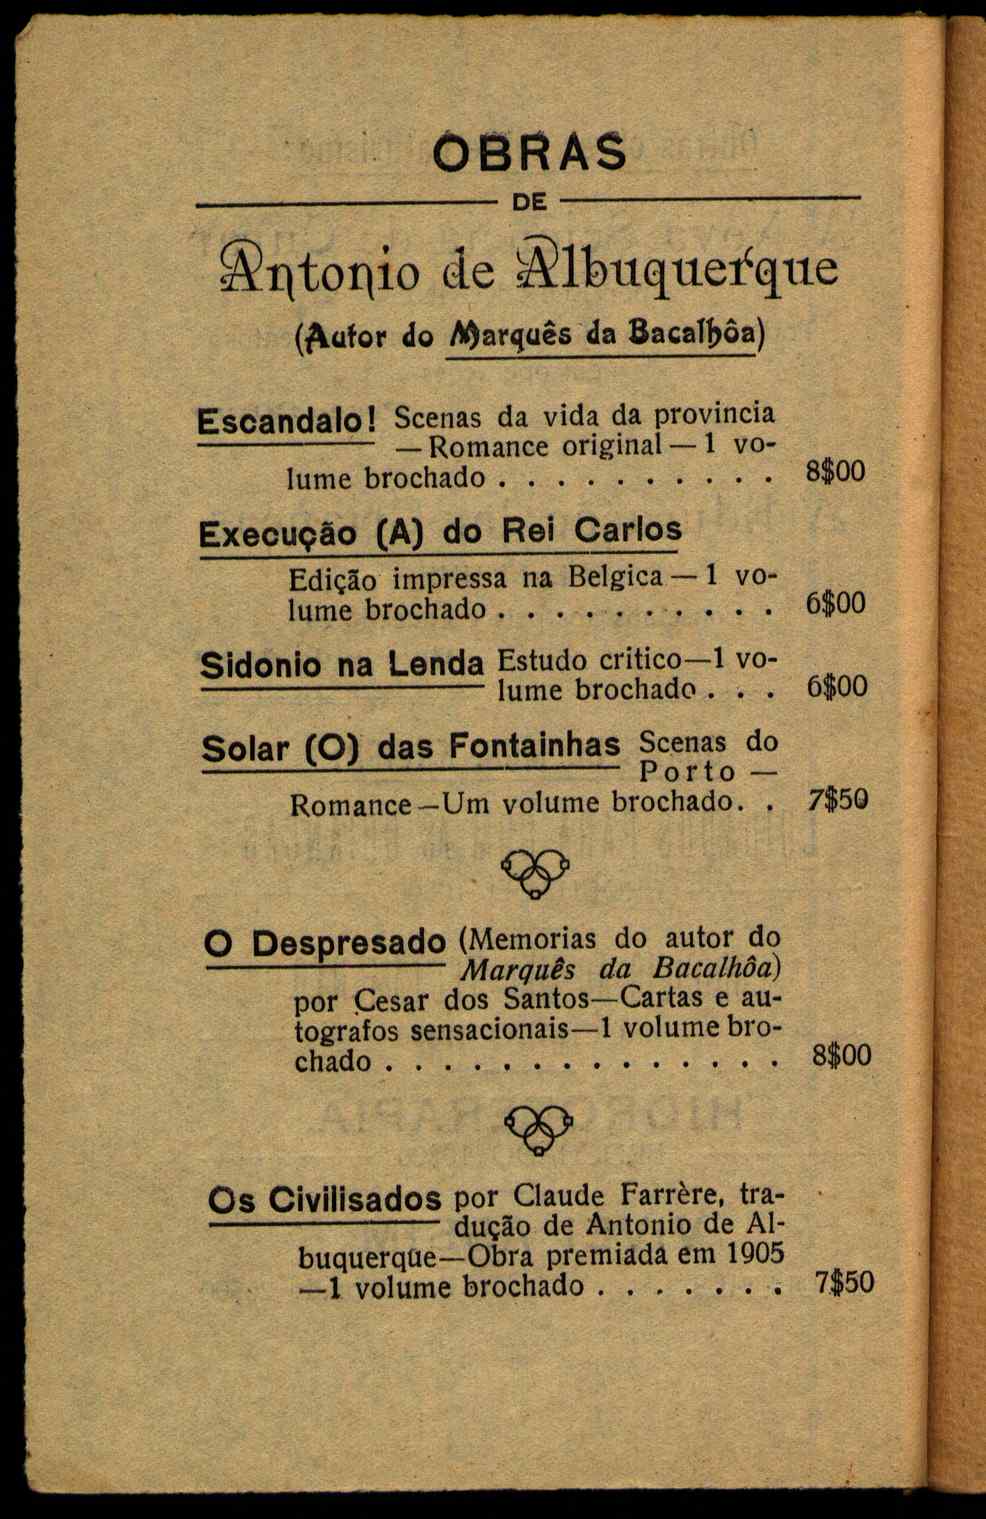 OBRAS
DE
Antonio de Albuquerque
(Autor do Marquês da Bacalhôa)
Escandalo! Scenas da vida da provincia
—Romance original—1 vo-
lume brochado . . . . . . . . . . 8$00
Execução (A) do Rei Carlos
Edição impressa na Belgica—1 vo-
lume brochado . . . . . . . . . . 6$00
Sidonio na Lenda Estudo critico—1 vo-
lume brochado . . . 6$00
Solar (O) das Fontainhas Scenas do
Porto —
Romance—Um volume brochado. . 7$50
O Despresado (Memorias do autor do
Marquês da Bacalhôa)
por Cesar dos Santos—Cartas e au-
tografos sensacionais—1 volume bro-
chado . . . . . . . . . . . . . . 8$00
Os Civilisados por Claude Farrère, tra-
dução de Antonio de Al-
buquerque—Obra premiada em 1905
—1 volume brochado . . . . . . . 7$50